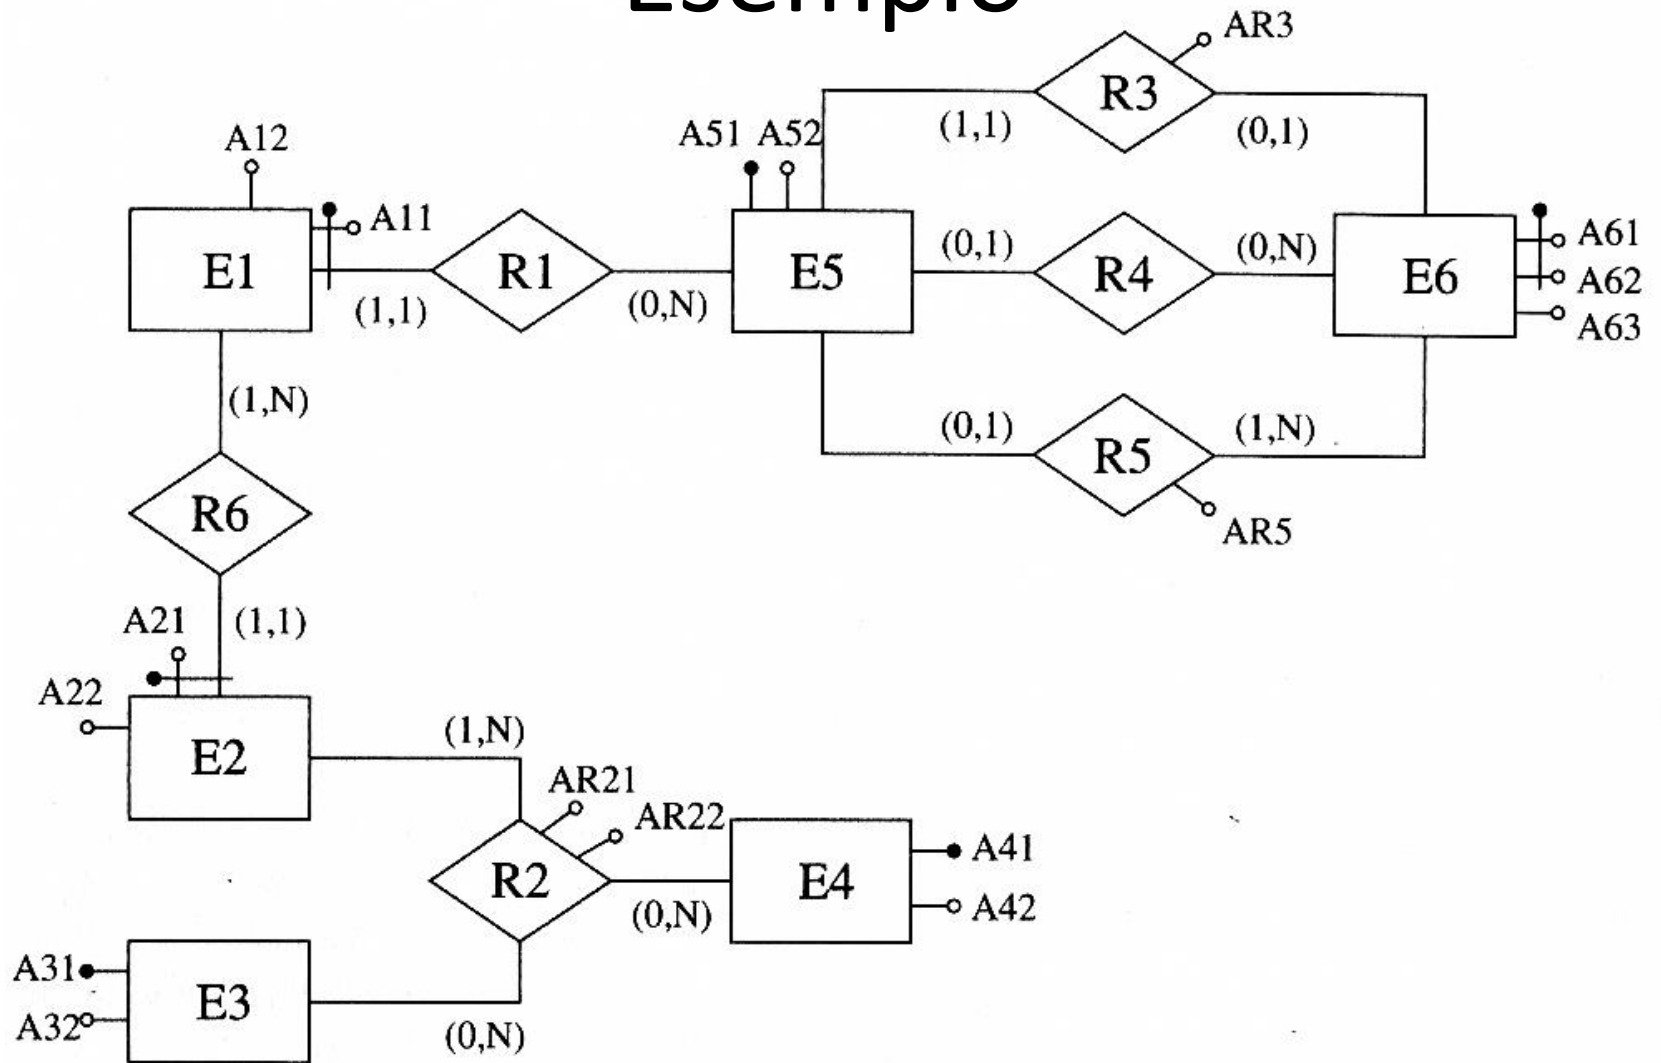 Esempio
AR3
R3
(1,1)
(0,1)
A12
A51 A52
A11
E1
R1
(1,1)
(0,N)
E5
(0,1)
R4
(0,N)
E6
A61
A62
A63
(1,N)
(0,1)
R5
(1,N)
AR5
R6
A21
(1,1)
A22
E2
(1,N)
AR21
AR22
R2
(0,N)
E4
A41
A42
A31
A32
E3
(0,N)